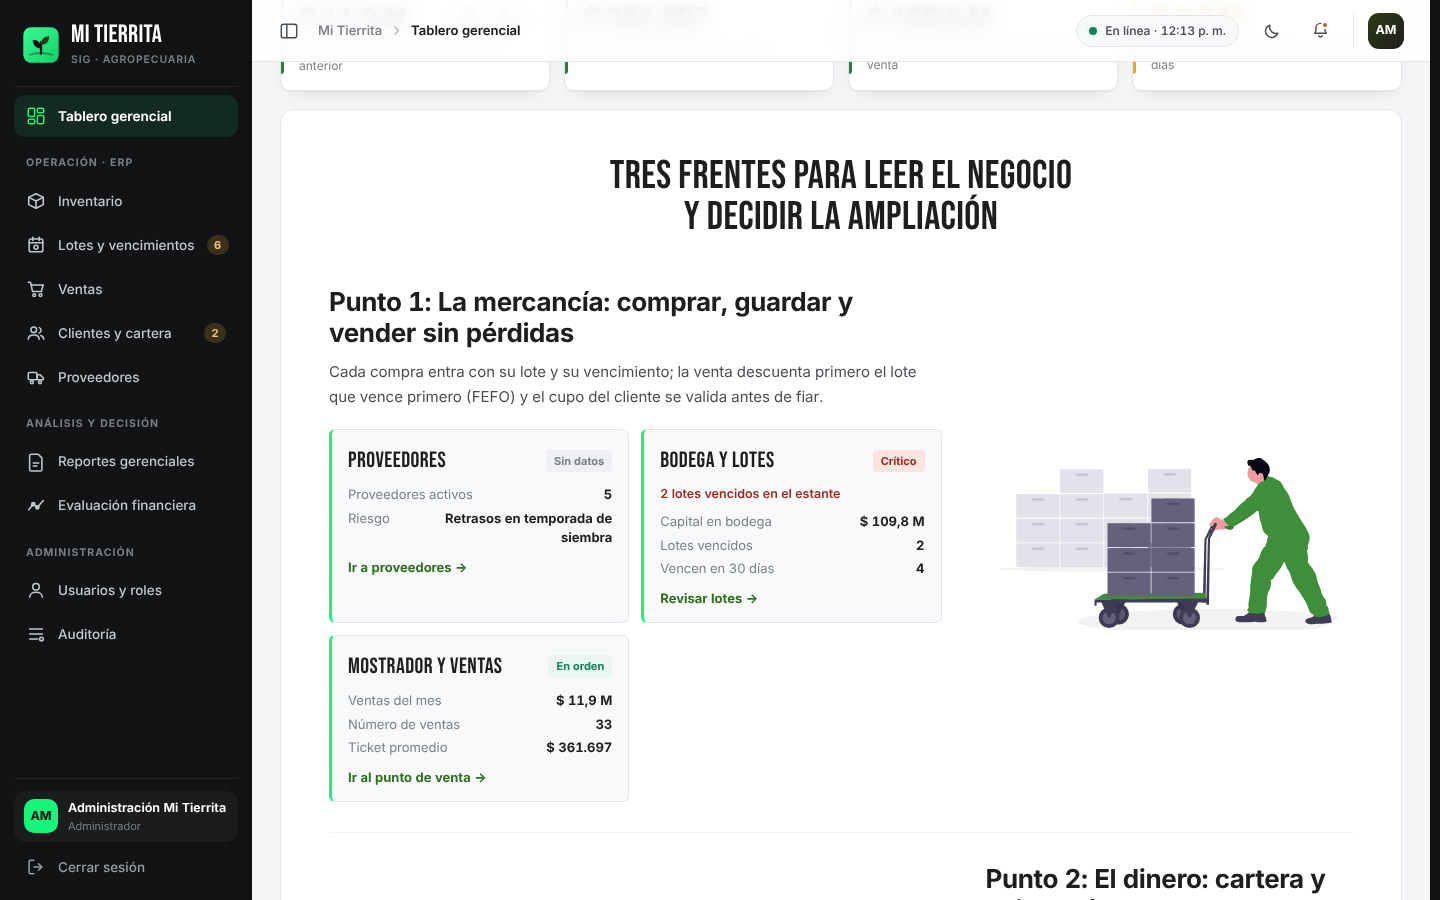 MI TIERRITA
SIG · AGROPECUARIA
Tablero gerencial
OPERACIÓN · ERP
Inventario
Lotes y vencimientos 6
Ventas
Clientes y cartera 2
Proveedores
ANÁLISIS Y DECISIÓN
Reportes gerenciales
Evaluación financiera
ADMINISTRACIÓN
Usuarios y roles
Auditoría
AM
Administración Mi Tierrita
Administrador
Cerrar sesión
Mi Tierrita > Tablero gerencial
En línea · 12:13 p. m.
AM
anterior
venta
días
TRES FRENTES PARA LEER EL NEGOCIO
Y DECIDIR LA AMPLIACIÓN
Punto 1: La mercancía: comprar, guardar y
vender sin pérdidas
Cada compra entra con su lote y su vencimiento; la venta descuenta primero el lote
que vence primero (FEFO) y el cupo del cliente se valida antes de fiar.
PROVEEDORES Sin datos
Proveedores activos 5
Riesgo Retrasos en temporada de
siembra
Ir a proveedores →
BODEGA Y LOTES Crítico
2 lotes vencidos en el estante
Capital en bodega $ 109,8 M
Lotes vencidos 2
Vencen en 30 días 4
Revisar lotes →
MOSTRADOR Y VENTAS En orden
Ventas del mes $ 11,9 M
Número de ventas 33
Ticket promedio $ 361.697
Ir al punto de venta →
Punto 2: El dinero: cartera y